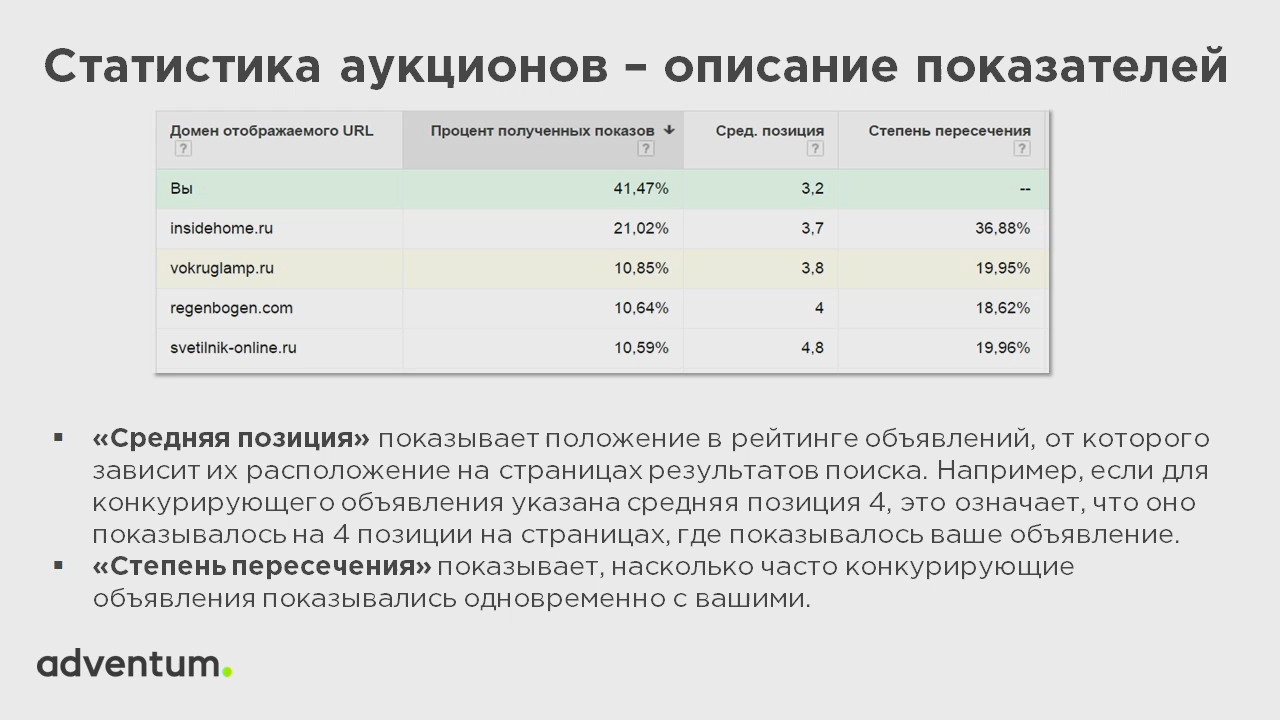 Статистика аукционов – описание показателей
Домен отображаемого URL Процент полученных показов Сред. позиция Степень пересечения
? ? ? ?
Вы 41,47% 3,2 --
insidehome.ru 21,02% 3,7 36,88%
vokruglamp.ru 10,85% 3,8 19,95%
regenbogen.com 10,64% 4 18,62%
svetilnik-online.ru 10,59% 4,8 19,96%
«Средняя позиция» показывает положение в рейтинге объявлений, от которого
зависит их расположение на страницах результатов поиска. Например, если для
конкурирующего объявления указана средняя позиция 4, это означает, что оно
показывалось на 4 позиции на страницах, где показывалось ваше объявление.
«Степень пересечения» показывает, насколько часто конкурирующие
объявления показывались одновременно с вашими.
adventum.